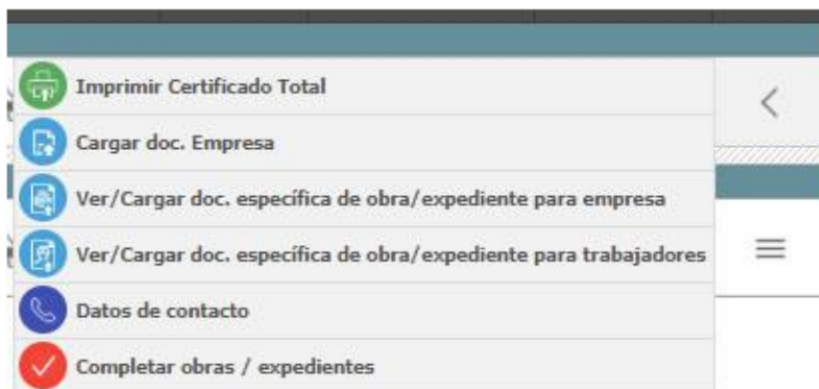 Imprimir Certificado Total
Cargar doc. Empresa
Ver/Cargar doc. específica de obra/expediente para empresa
Ver/Cargar doc. específica de obra/expediente para trabajadores
Datos de contacto
Completar obras / expedientes